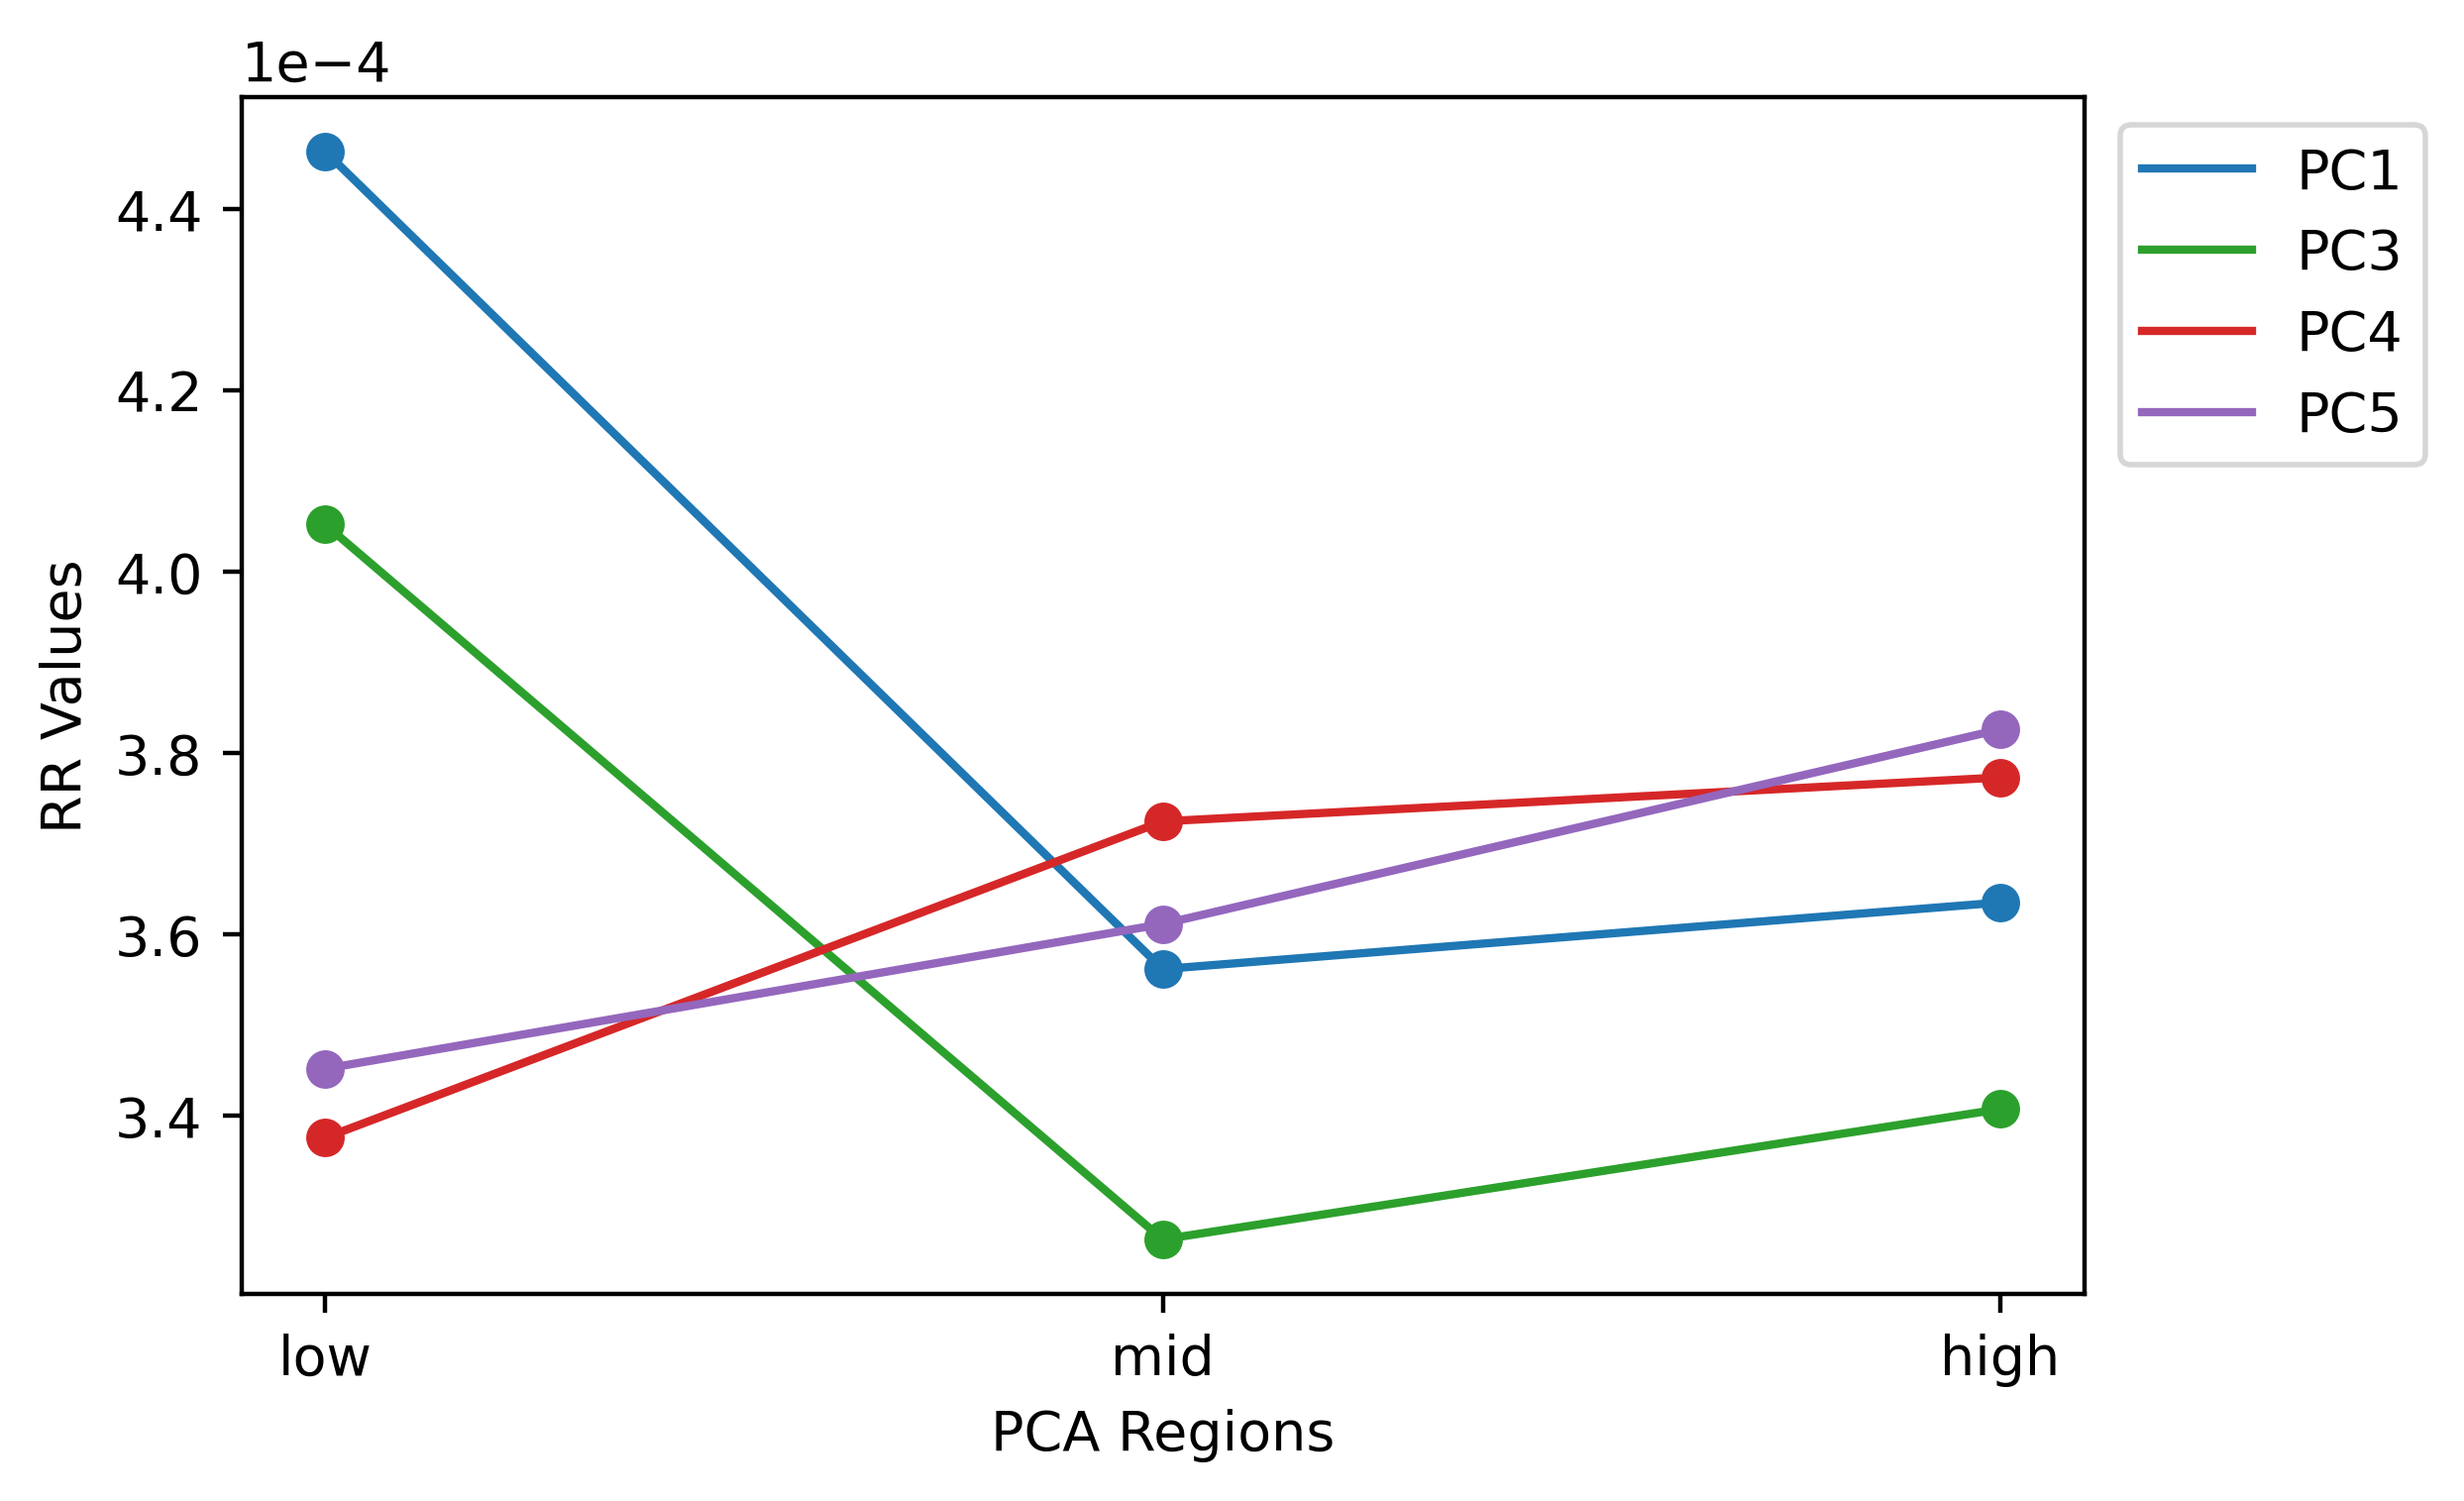 1e−4
4.4
4.2
4.0
3.8
3.6
3.4
RR Values
low
mid
high
PCA Regions
PC1
PC3
PC4
PC5